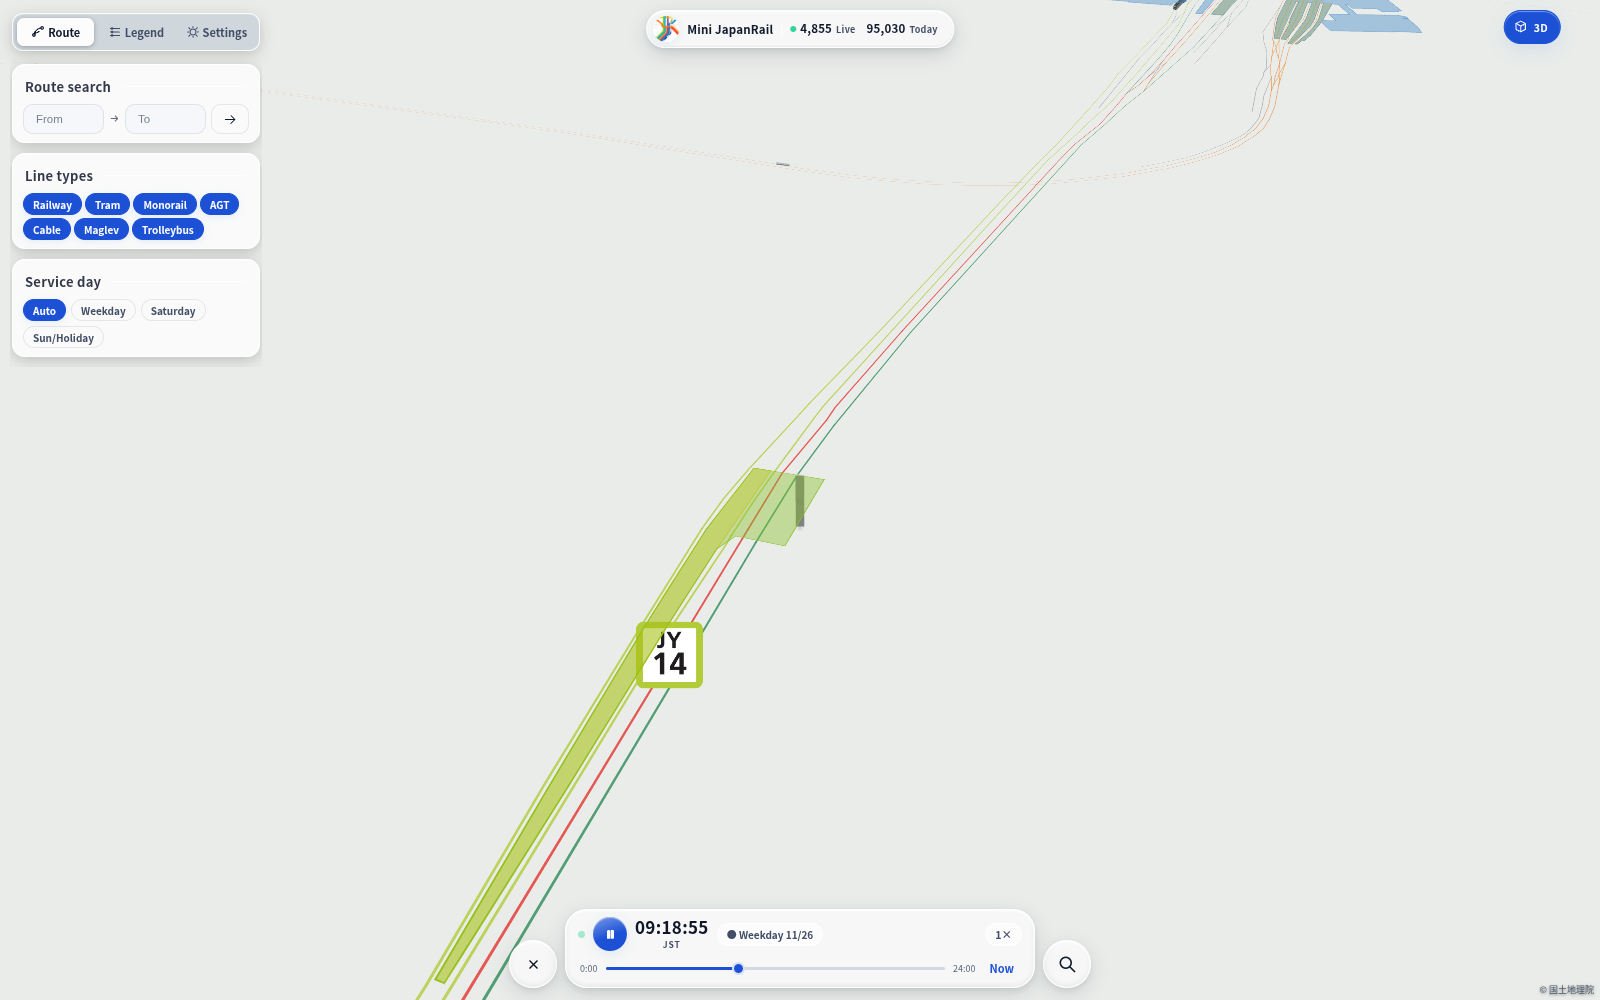 Route
Legend
Settings
Mini JapanRail
4,855 Live
95,030 Today
3D
Route search
From → To →
Line types
Railway
Tram
Monorail
AGT
Cable
Maglev
Trolleybus
Service day
Auto
Weekday
Saturday
Sun/Holiday
JY
14
09:18:55
JST
Weekday 11/26
1×
0:00
24:00
Now
© 国土地理院